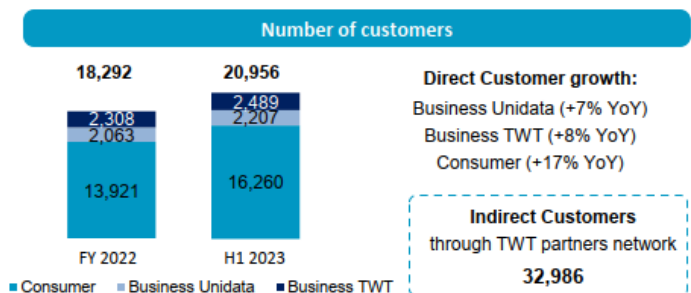 Number of customers
18,292
20,956
2,308
2,063
13,921
2,489
2,207
16,260
FY 2022
H1 2023
Consumer
Business Unidata
Business TWT
Direct Customer growth:
Business Unidata (+7% YoY)
Business TWT (+8% YoY)
Consumer (+17% YoY)
Indirect Customers
through TWT partners network
32,986